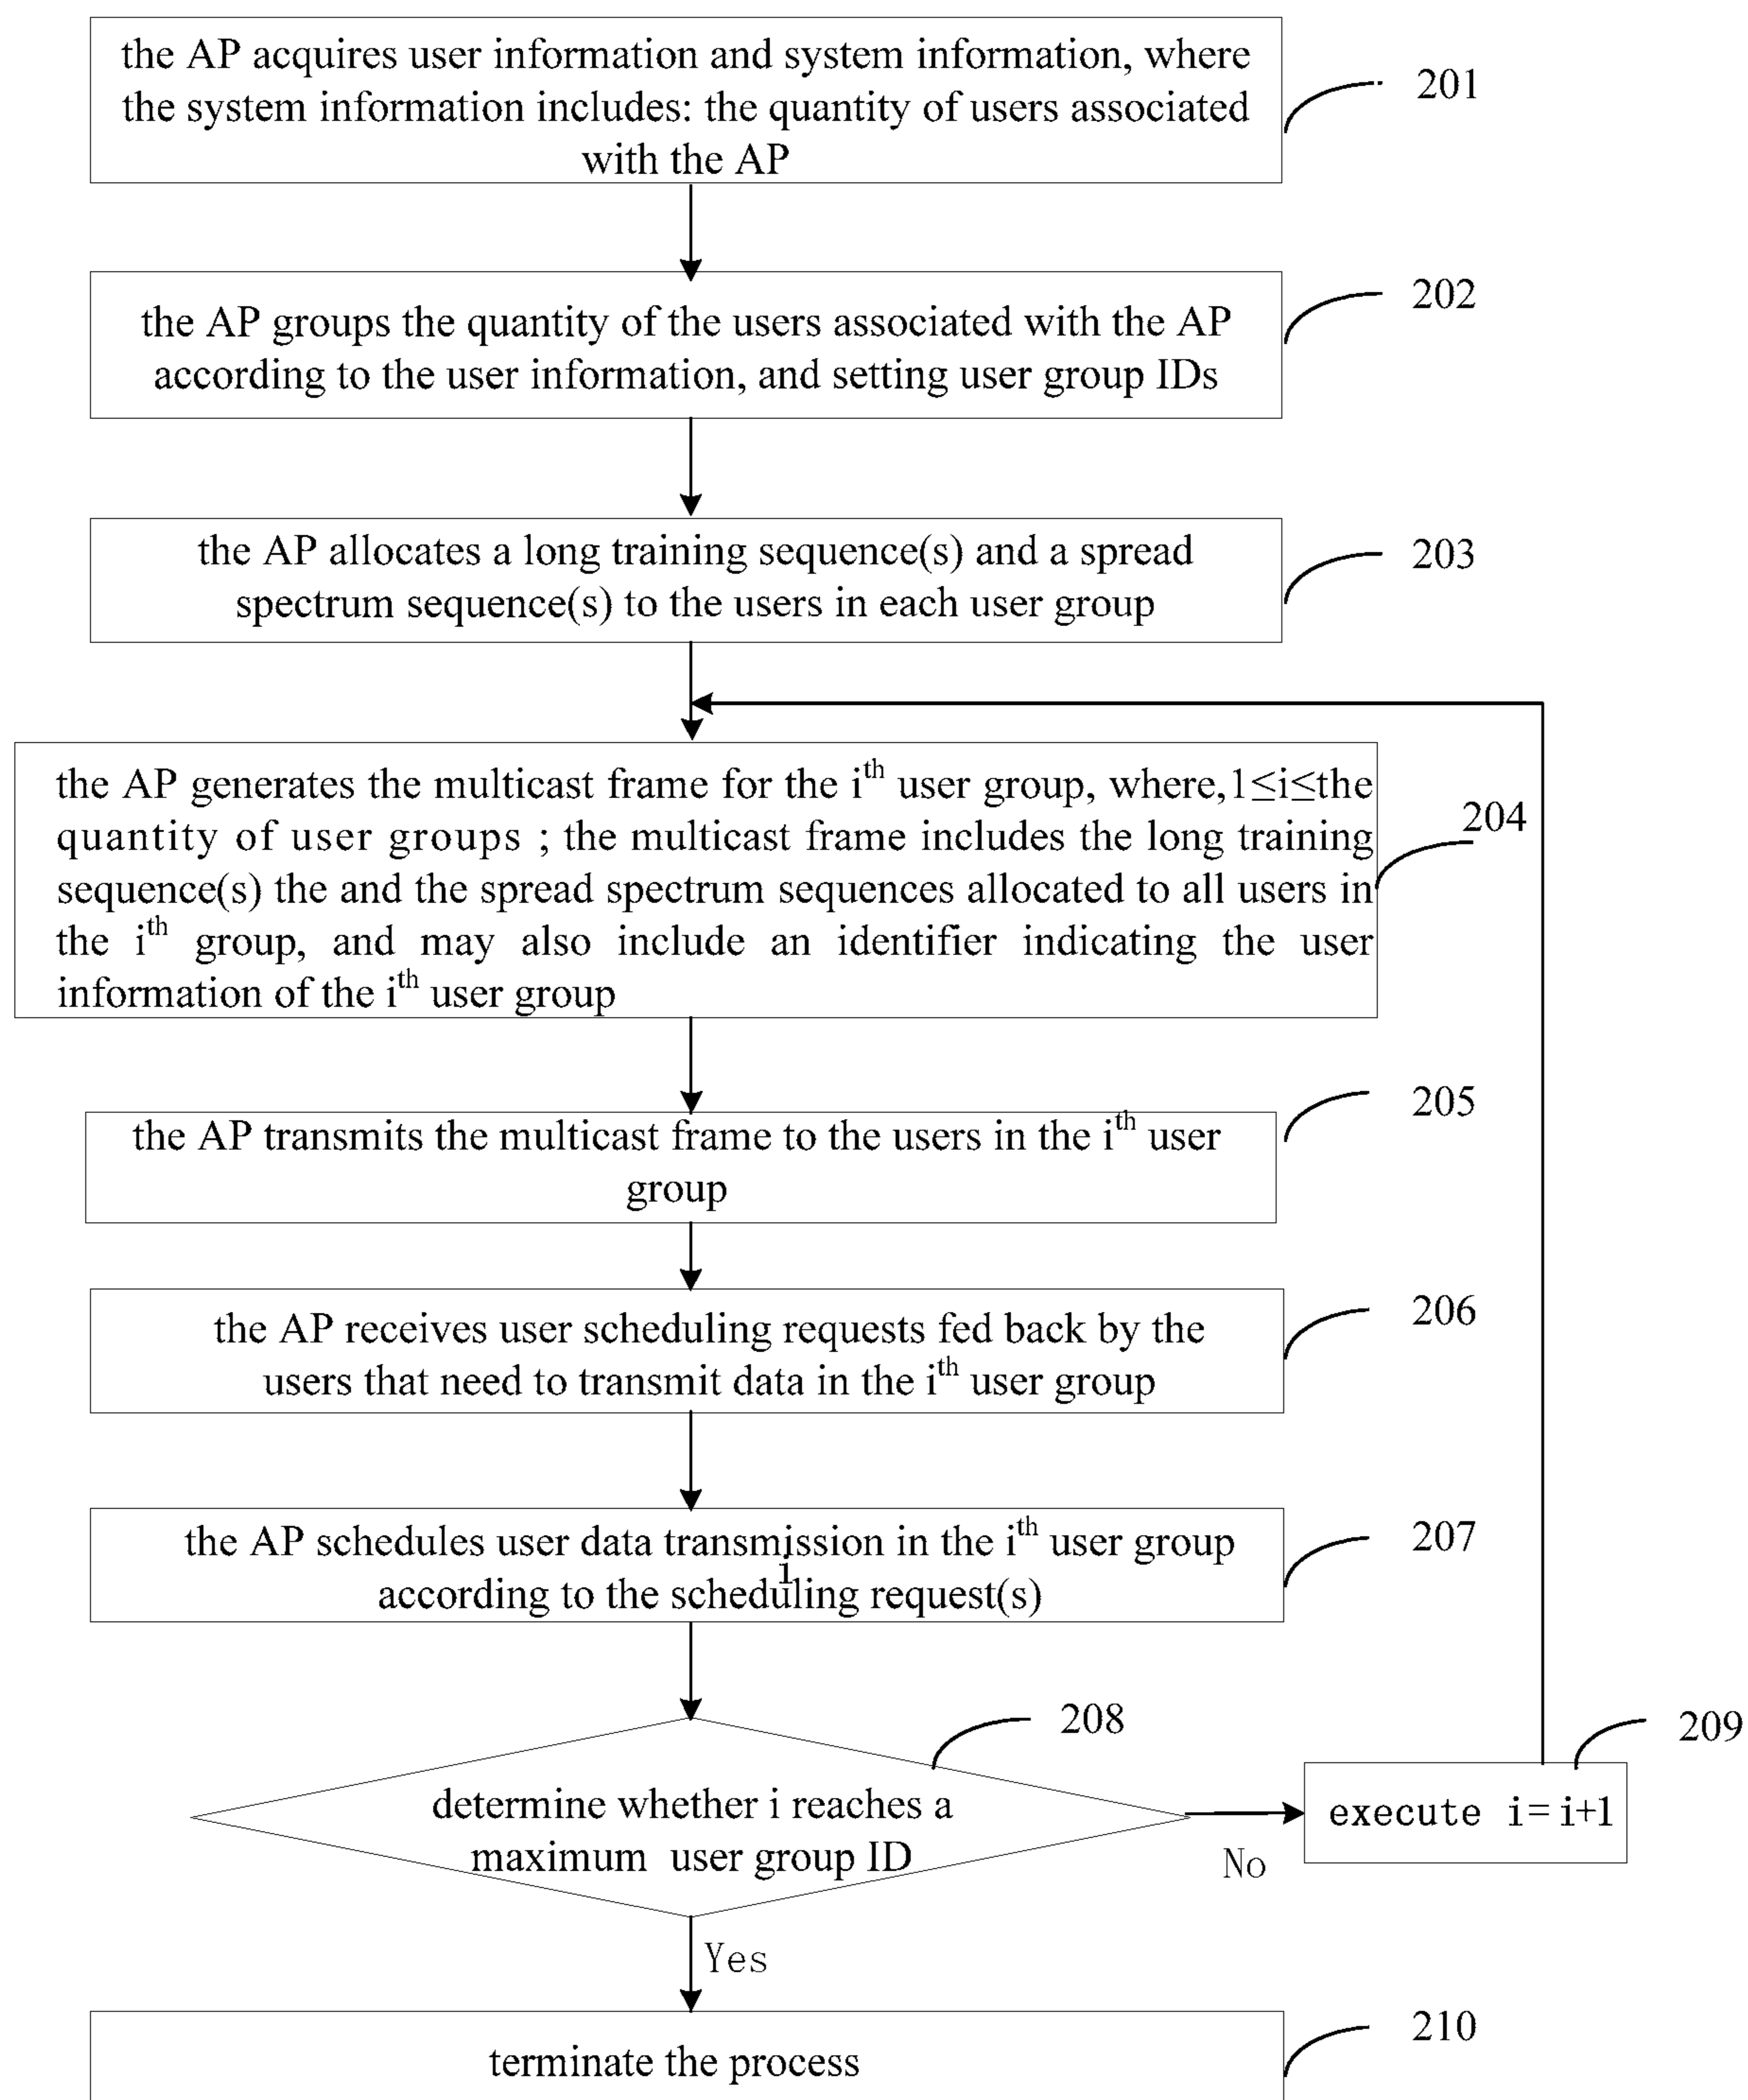 the AP acquires user information and system information, where
the system information includes: the quantity of users associated
with the AP
201
the AP groups the quantity of the users associated with the AP
according to the user information, and setting user group IDs
202
the AP allocates a long training sequence(s) and a spread
spectrum sequence(s) to the users in each user group
203
the AP generates the multicast frame for the ith user group, where,1≤i≤the
quantity of user groups ; the multicast frame includes the long training
sequence(s) the and the spread spectrum sequences allocated to all users in
the ith group, and may also include an identifier indicating the user
information of the ith user group
204
the AP transmits the multicast frame to the users in the ith user
group
205
the AP receives user scheduling requests fed back by the
users that need to transmit data in the ith user group
206
the AP schedules user data transmission in the ith user group
i
according to the scheduling request(s)
207
determine whether i reaches a
maximum user group ID
208
No
execute i=i+1
209
Yes
terminate the process
210